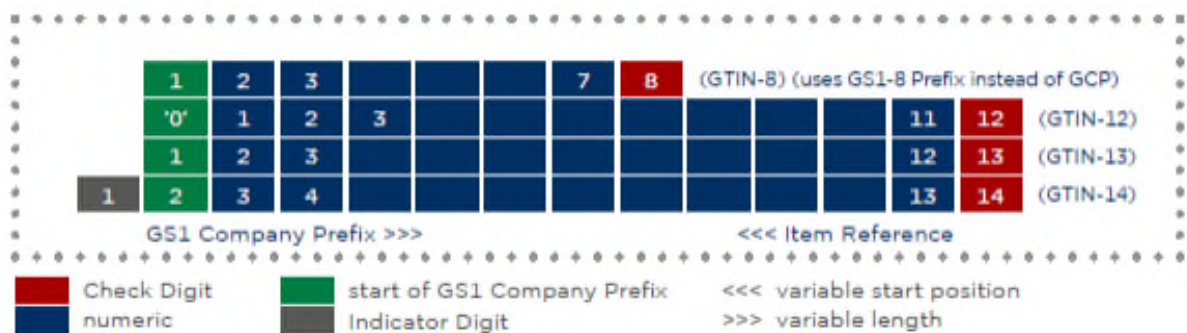 1 2 3 7 8 (GTIN-8) (uses GS1-8 Prefix instead of GCP)
'0' 1 2 3 11 12 (GTIN-12)
1 2 3 12 13 (GTIN-13)
1 2 3 4 13 14 (GTIN-14)
GS1 Company Prefix >>> <<< Item Reference
Check Digit start of GS1 Company Prefix <<< variable start position
numeric Indicator Digit >>> variable length